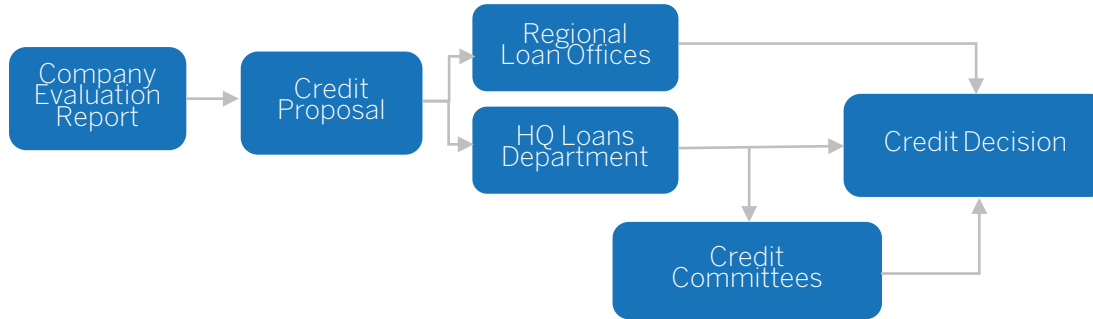 Company
Evaluation
Report
Credit
Proposal
Regional
Loan Offices
HQ Loans
Department
Credit Decision
Credit
Committees